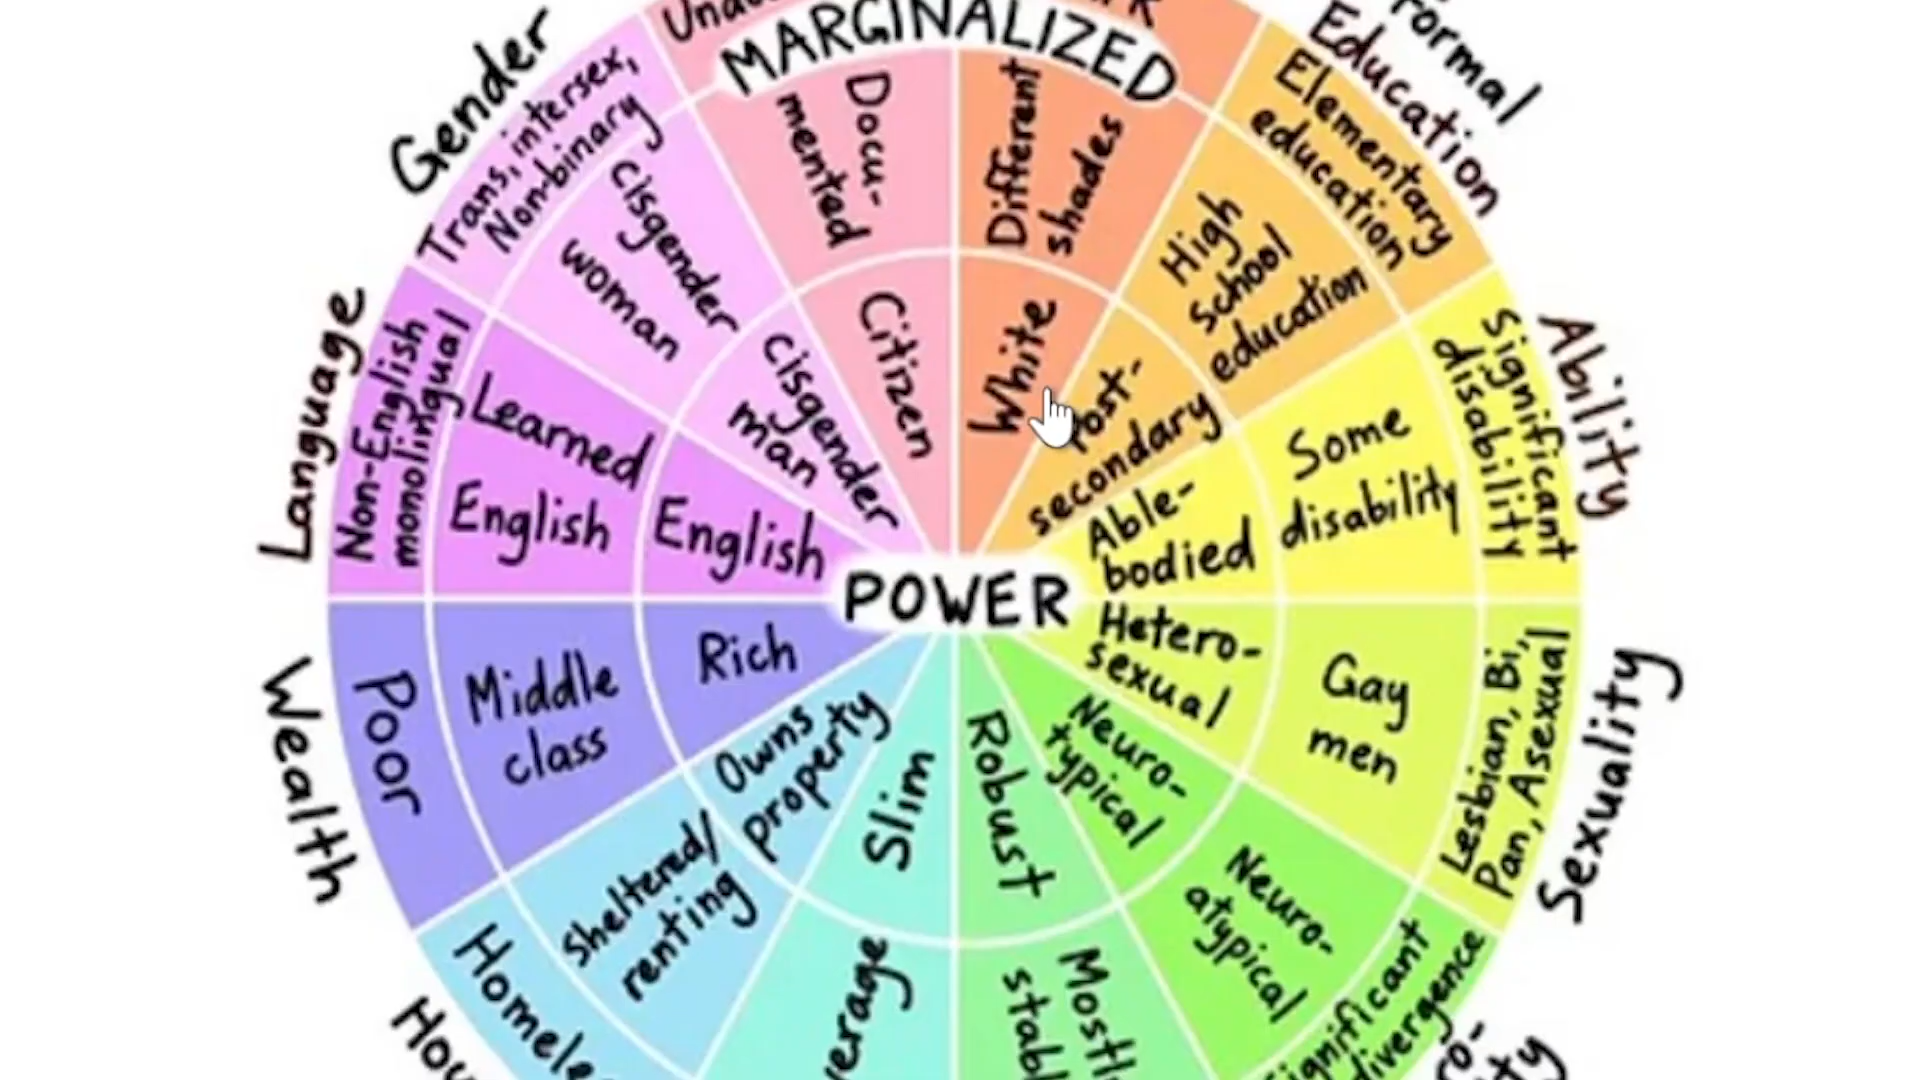 MARGINALIZED
POWER
Gender
Trans, intersex,
Non-binary
cisgender
woman
cisgender
man
Docu-
mented
Citizen
Different
shades
White
Formal
Education
Elementary
education
High
school
education
Post-
secondary
Ability
Significant
disability
Some
disability
Able-
bodied
Sexuality
Lesbian, Bi,
Pan, Asexual
Gay
men
Hetero-
sexual
Significant
divergence
Neuro-
atypical
Neuro-
typical
Robust
Slim
Owns
property
Sheltered/
renting
Wealth
Poor
Middle
class
Rich
Language
Non-English
monolingual
Learned
English
English